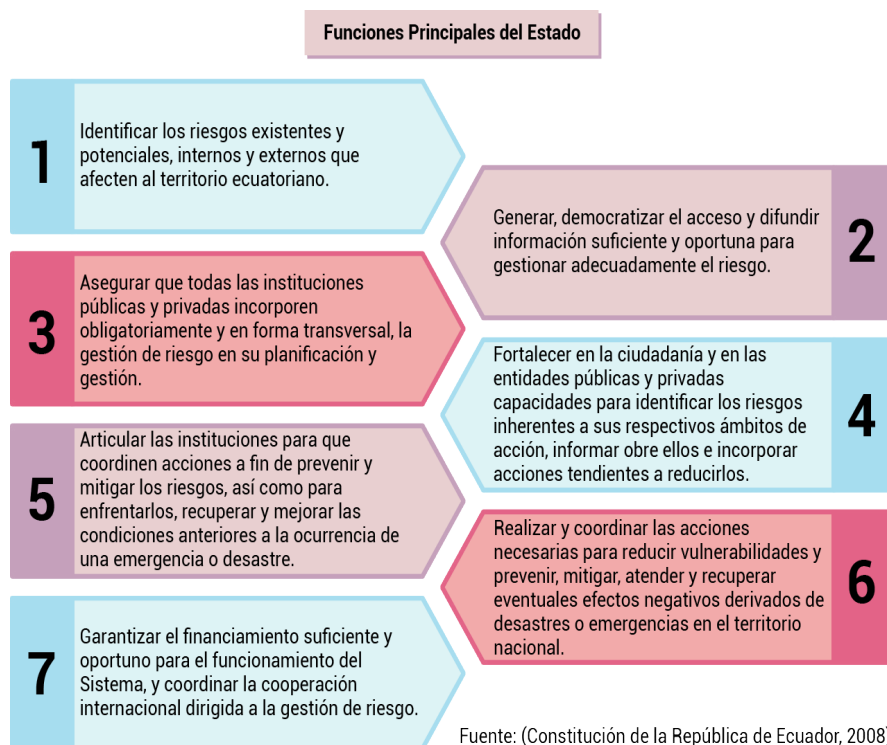 Funciones Principales del Estado
1
Identificar los riesgos existentes y
potenciales, internos y externos que
afecten al territorio ecuatoriano.
2
Generar, democratizar el acceso y difundir
información suficiente y oportuna para
gestionar adecuadamente el riesgo.
3
Asegurar que todas las instituciones
públicas y privadas incorporen
obligatoriamente y en forma transversal, la
gestión de riesgo en su planificación y
gestión.
4
Fortalecer en la ciudadanía y en las
entidades públicas y privadas
capacidades para identificar los riesgos
inherentes a sus respectivos ámbitos de
acción, informar obre ellos e incorporar
acciones tendientes a reducirlos.
5
Articular las instituciones para que
coordinen acciones a fin de prevenir y
mitigar los riesgos, así como para
enfrentarlos, recuperar y mejorar las
condiciones anteriores a la ocurrencia de
una emergencia o desastre.
6
Realizar y coordinar las acciones
necesarias para reducir vulnerabilidades y
prevenir, mitigar, atender y recuperar
eventuales efectos negativos derivados de
desastres o emergencias en el territorio
nacional.
7
Garantizar el financiamiento suficiente y
oportuno para el funcionamiento del
Sistema, y coordinar la cooperación
internacional dirigida a la gestión de riesgo.
Fuente: (Constitución de la República de Ecuador, 2008)